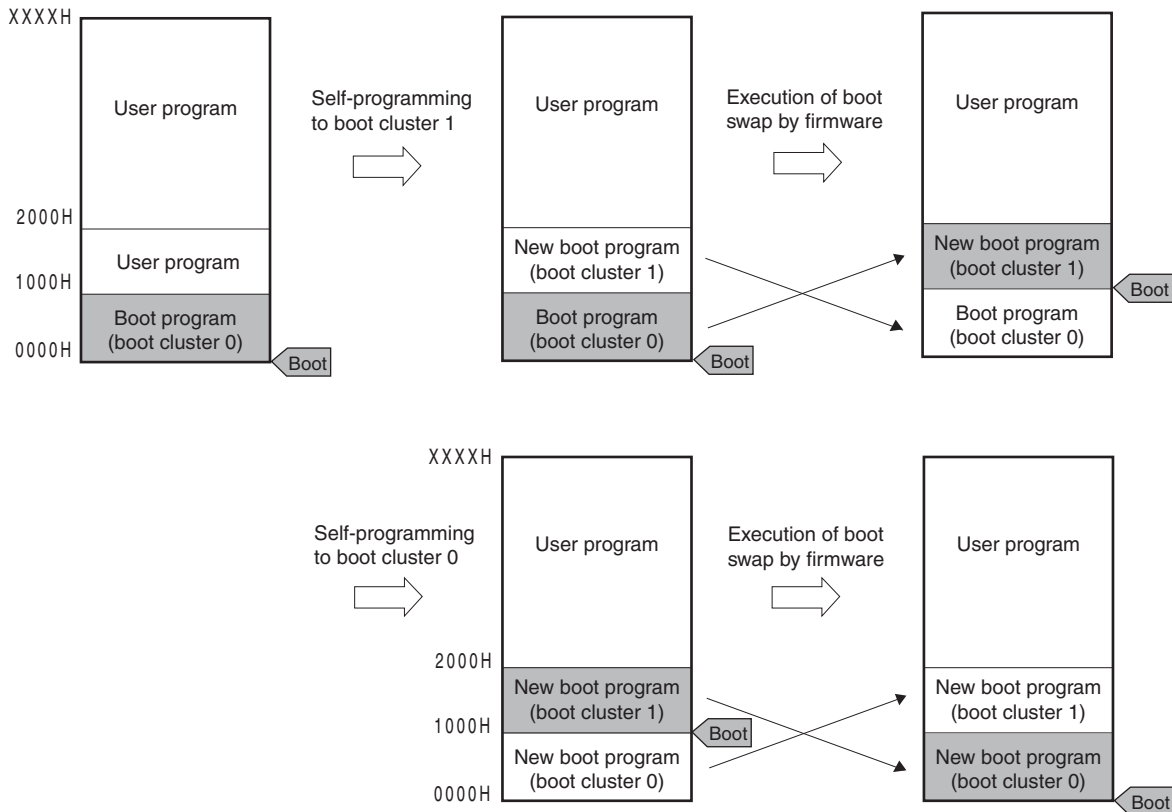 XXXXH
User program
2000H
User program
1000H
Boot program
(boot cluster 0)
0000H
Boot
Self-programming
to boot cluster 1
User program
New boot program
(boot cluster 1)
Boot program
(boot cluster 0)
Boot
Execution of boot
swap by firmware
User program
New boot program
(boot cluster 1)
Boot
Boot program
(boot cluster 0)
Self-programming
to boot cluster 0
XXXXH
User program
2000H
New boot program
(boot cluster 1)
1000H
Boot
New boot program
(boot cluster 0)
0000H
Execution of boot
swap by firmware
User program
New boot program
(boot cluster 1)
New boot program
(boot cluster 0)
Boot